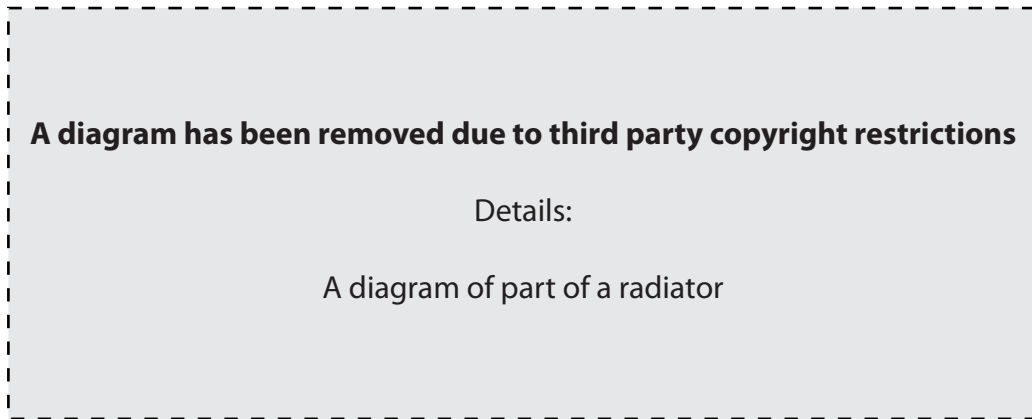 A diagram has been removed due to third party copyright restrictions
Details:
A diagram of part of a radiator